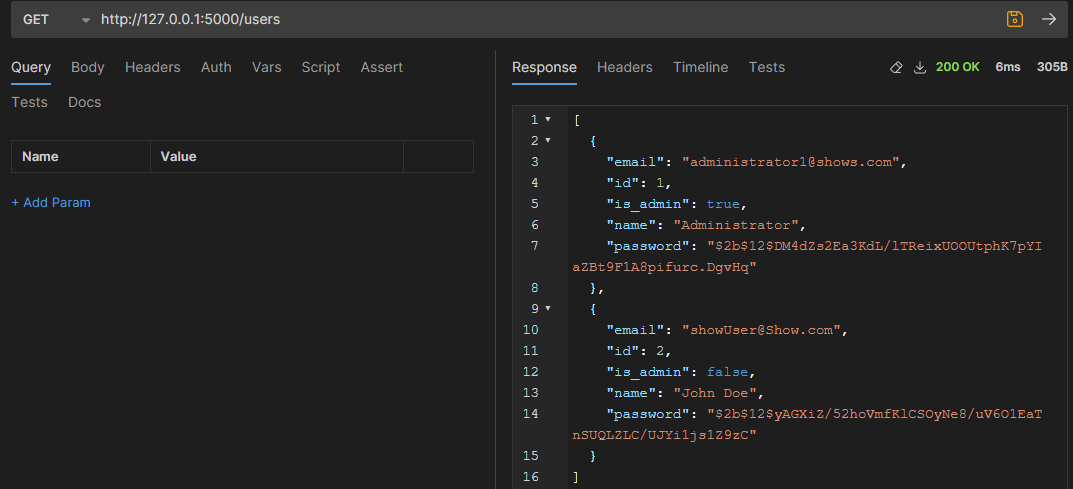 GET http://127.0.0.1:5000/users
Query Body Headers Auth Vars Script Assert
Tests Docs
Name Value
+ Add Param
Response Headers Timeline Tests 200 OK 6ms 305B
1 [
2 {
3 "email": "administrator1@shows.com",
4 "id": 1,
5 "is_admin": true,
6 "name": "Administrator",
7 "password": "$2b$12$DM4dZs2Ea3KdL/lTReixUOOUtphK7pYI
aZBt9F1A8pifurc.DgvHq"
8 },
9 {
10 "email": "showUser@Show.com",
11 "id": 2,
12 "is_admin": false,
13 "name": "John Doe",
14 "password": "$2b$12$yAGXiZ/52hoVmfKlCSOyNe8/uV6O1EaT
nSUQLZLC/UJYi1js1Z9zC"
15 }
16 ]